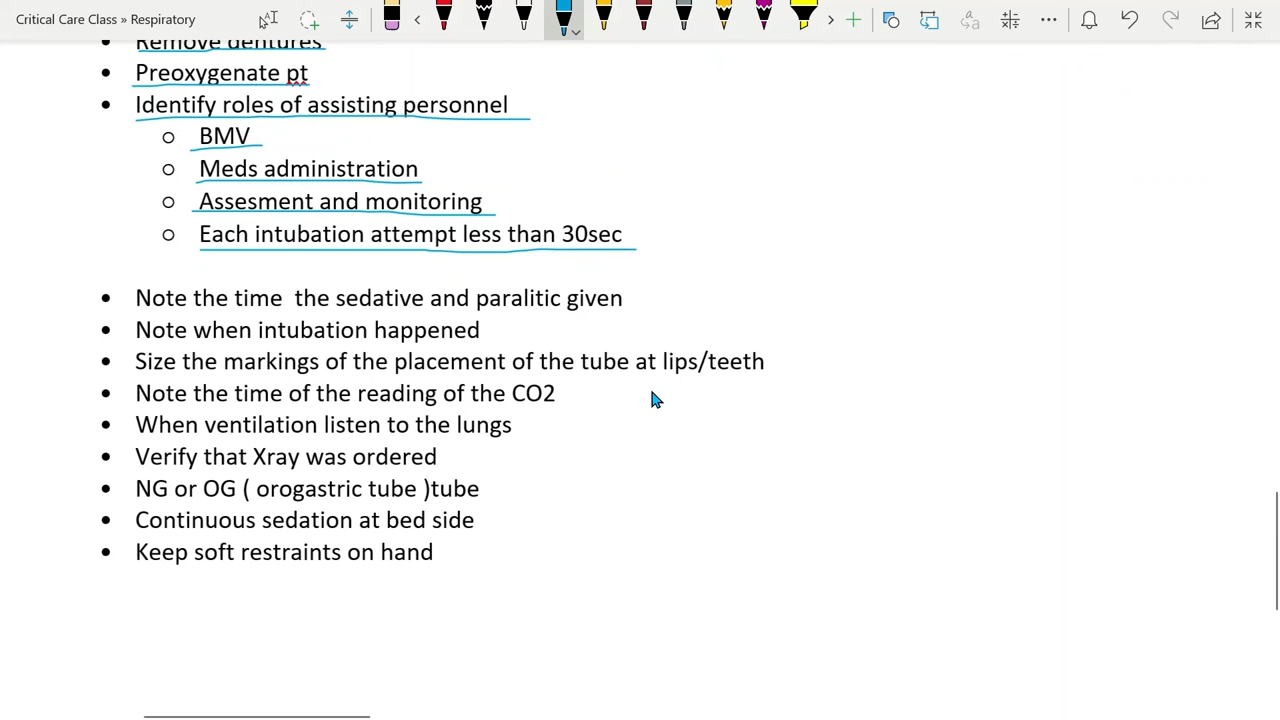 Critical Care Class » Respiratory
• Remove dentures
• Preoxygenate pt
• Identify roles of assisting personnel
○ BMV
○ Meds administration
○ Assesment and monitoring
○ Each intubation attempt less than 30sec
• Note the time  the sedative and paralitic given
• Note when intubation happened
• Size the markings of the placement of the tube at lips/teeth
• Note the time of the reading of the CO2
• When ventilation listen to the lungs
• Verify that Xray was ordered
• NG or OG ( orogastric tube )tube
• Continuous sedation at bed side
• Keep soft restraints on hand